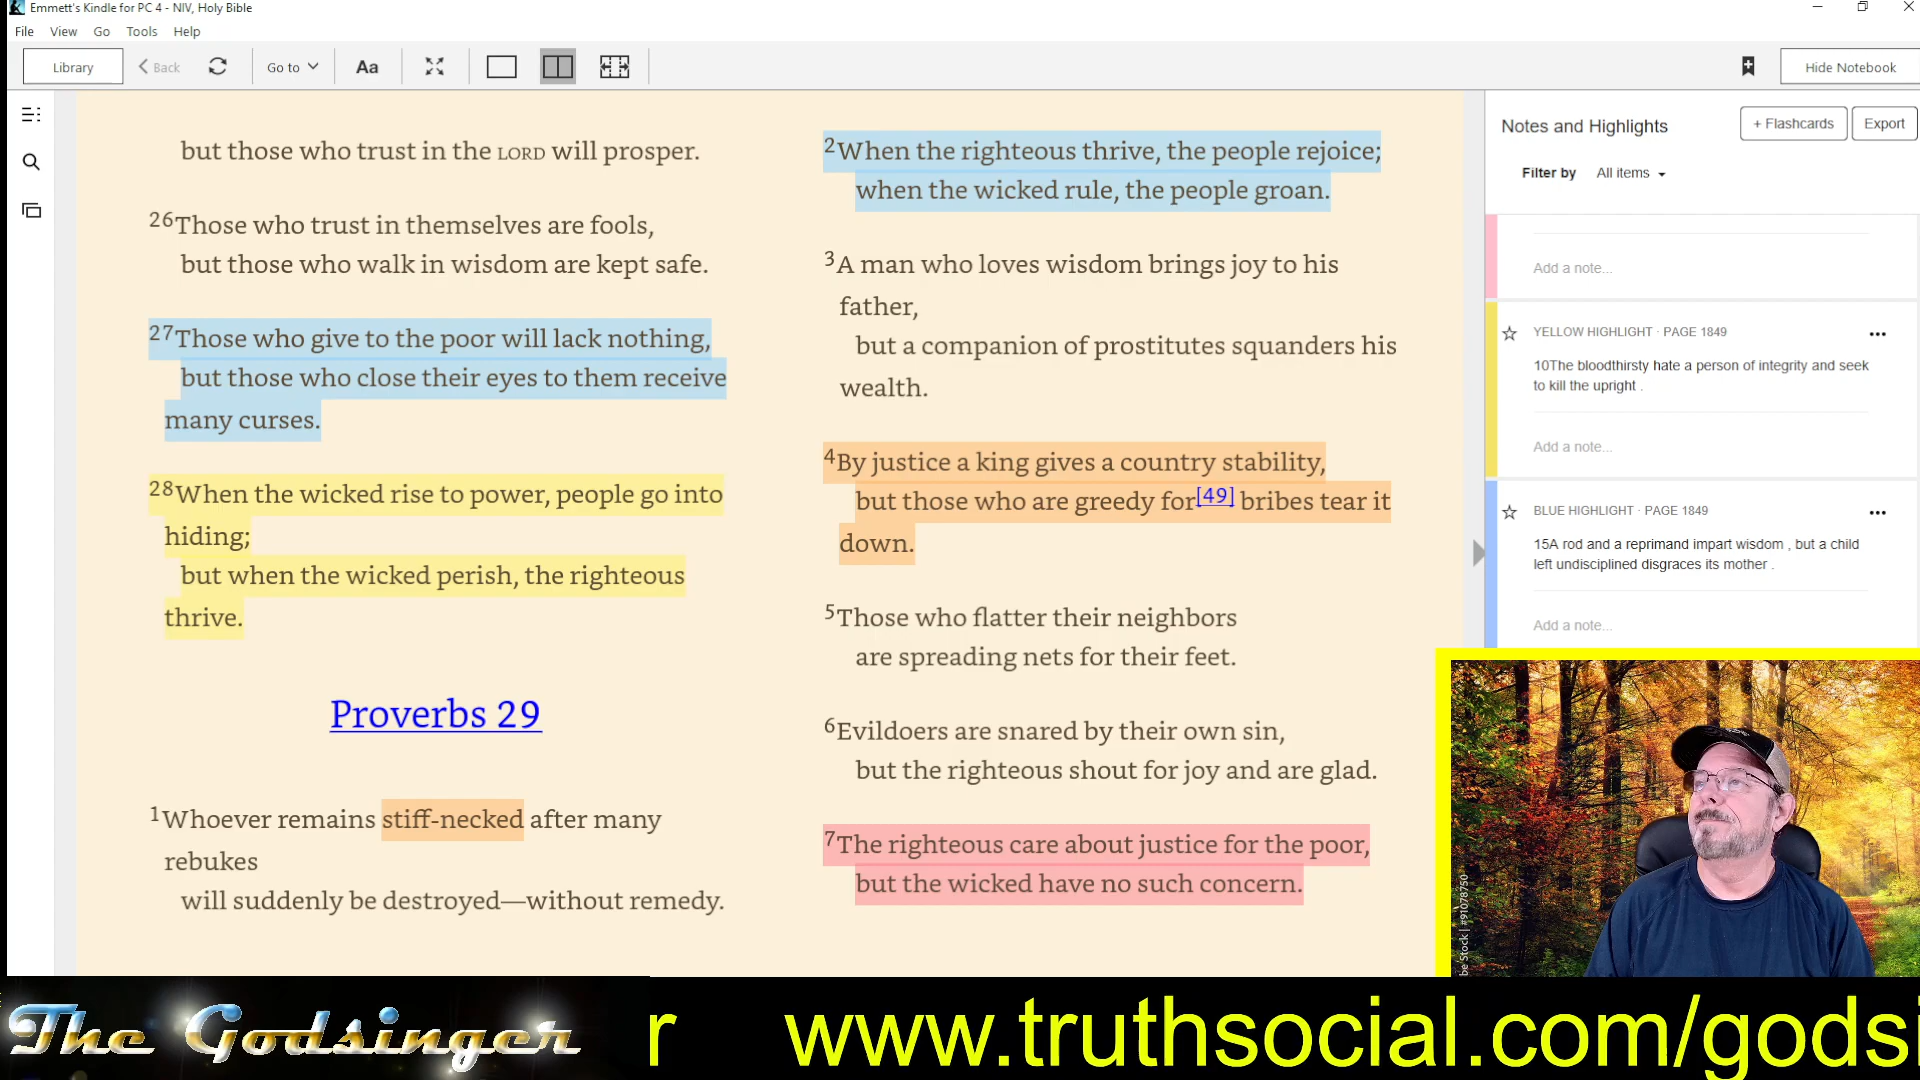 Emmett's Kindle for PC 4 - NIV, Holy Bible
File View Go Tools Help
Library Back Go to Aa Hide Notebook
but those who trust in the LORD will prosper.
26Those who trust in themselves are fools,
but those who walk in wisdom are kept safe.
27Those who give to the poor will lack nothing,
but those who close their eyes to them receive
many curses.
28When the wicked rise to power, people go into
hiding;
but when the wicked perish, the righteous
thrive.
Proverbs 29
1Whoever remains stiff-necked after many
rebukes
will suddenly be destroyed—without remedy.
2When the righteous thrive, the people rejoice;
when the wicked rule, the people groan.
3A man who loves wisdom brings joy to his
father,
but a companion of prostitutes squanders his
wealth.
4By justice a king gives a country stability,
but those who are greedy for[49] bribes tear it
down.
5Those who flatter their neighbors
are spreading nets for their feet.
6Evildoers are snared by their own sin,
but the righteous shout for joy and are glad.
7The righteous care about justice for the poor,
but the wicked have no such concern.
Notes and Highlights + Flashcards Export
Filter by All items
Add a note...
YELLOW HIGHLIGHT · PAGE 1849
10The bloodthirsty hate a person of integrity and seek
to kill the upright .
Add a note...
BLUE HIGHLIGHT · PAGE 1849
15A rod and a reprimand impart wisdom , but a child
left undisciplined disgraces its mother .
Add a note...
be Stock | #91078750
The Godsinger r www.truthsocial.com/godsi